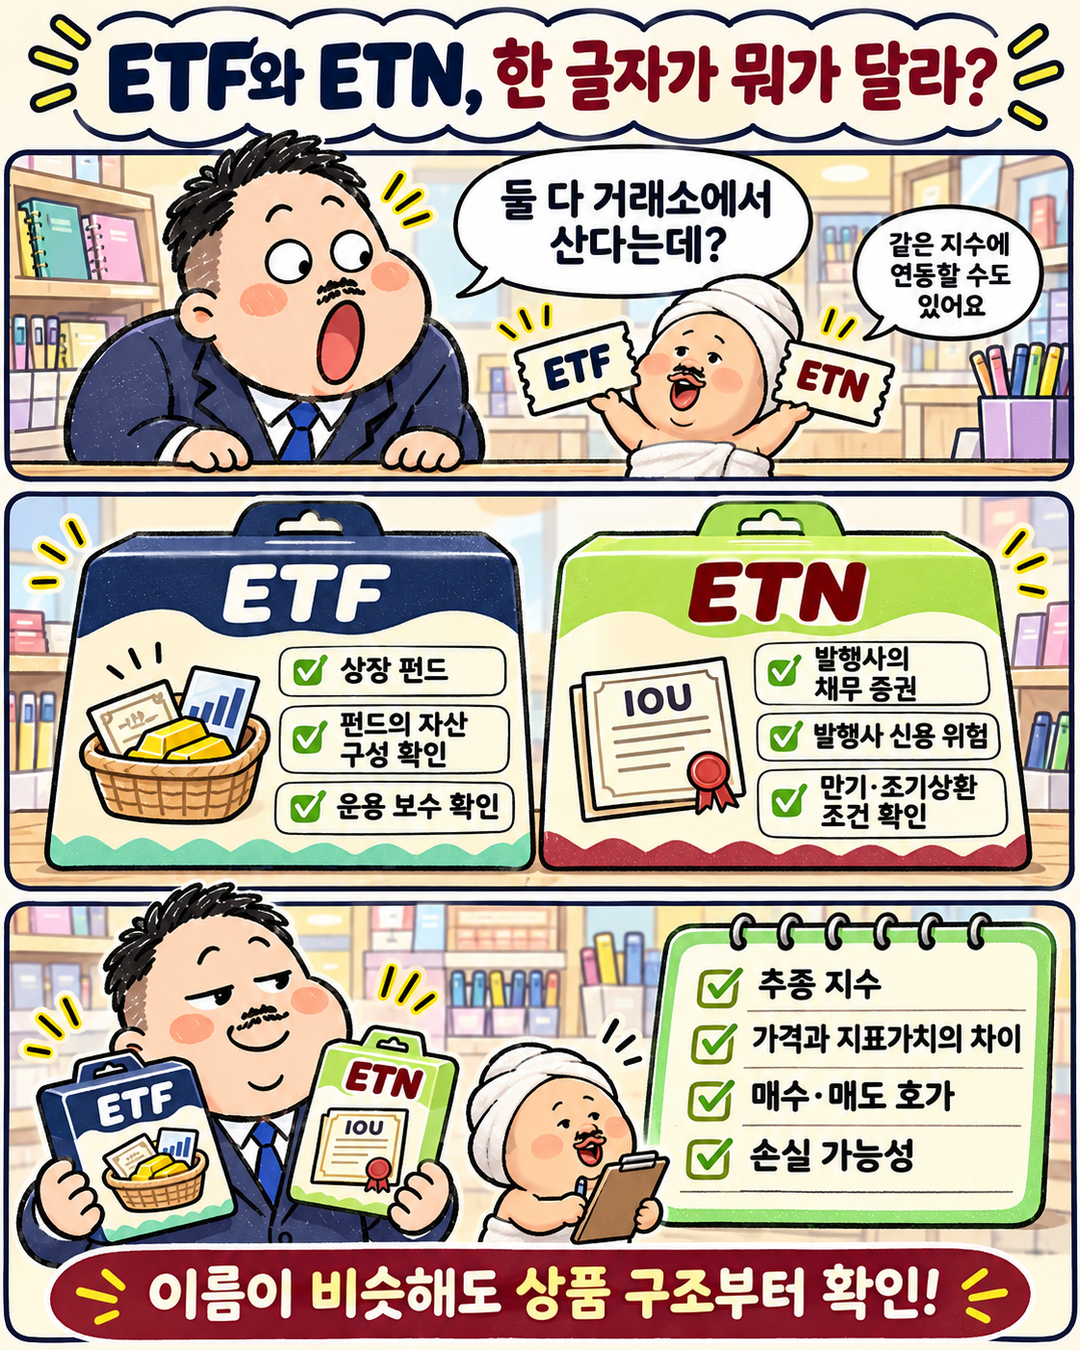 ETF와 ETN, 한 글자가 뭐가 달라?
둘 다 거래소에서
산다는데?
같은 지수에
연동할 수도
있어요
ETF
ETN
ETF
상장 펀드
펀드의 자산
구성 확인
운용 보수 확인
ETN
IOU
발행사의
채무 증권
발행사 신용 위험
만기·조기상환
조건 확인
ETF
ETN
IOU
추종 지수
가격과 지표가치의 차이
매수·매도 호가
손실 가능성
이름이 비슷해도 상품 구조부터 확인!